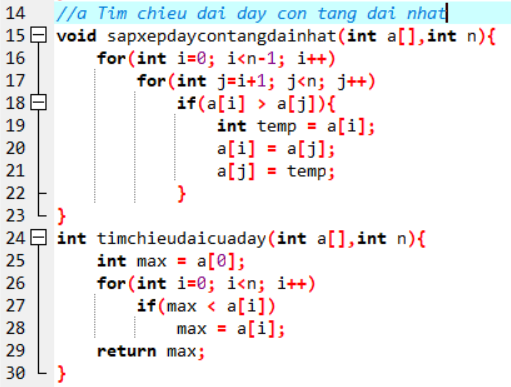 14 //a Tim chieu dai day con tang dai nhat
15 void sapxepdaycontangdainhat(int a[],int n){
16 for(int i=0; i<n-1; i++)
17 for(int j=i+1; j<n; j++)
18 if(a[i] > a[j]){
19 int temp = a[i];
20 a[i] = a[j];
21 a[j] = temp;
22 }
23 }
24 int timchieudaicuaday(int a[],int n){
25 int max = a[0];
26 for(int i=0; i<n; i++)
27 if(max < a[i])
28 max = a[i];
29 return max;
30 }